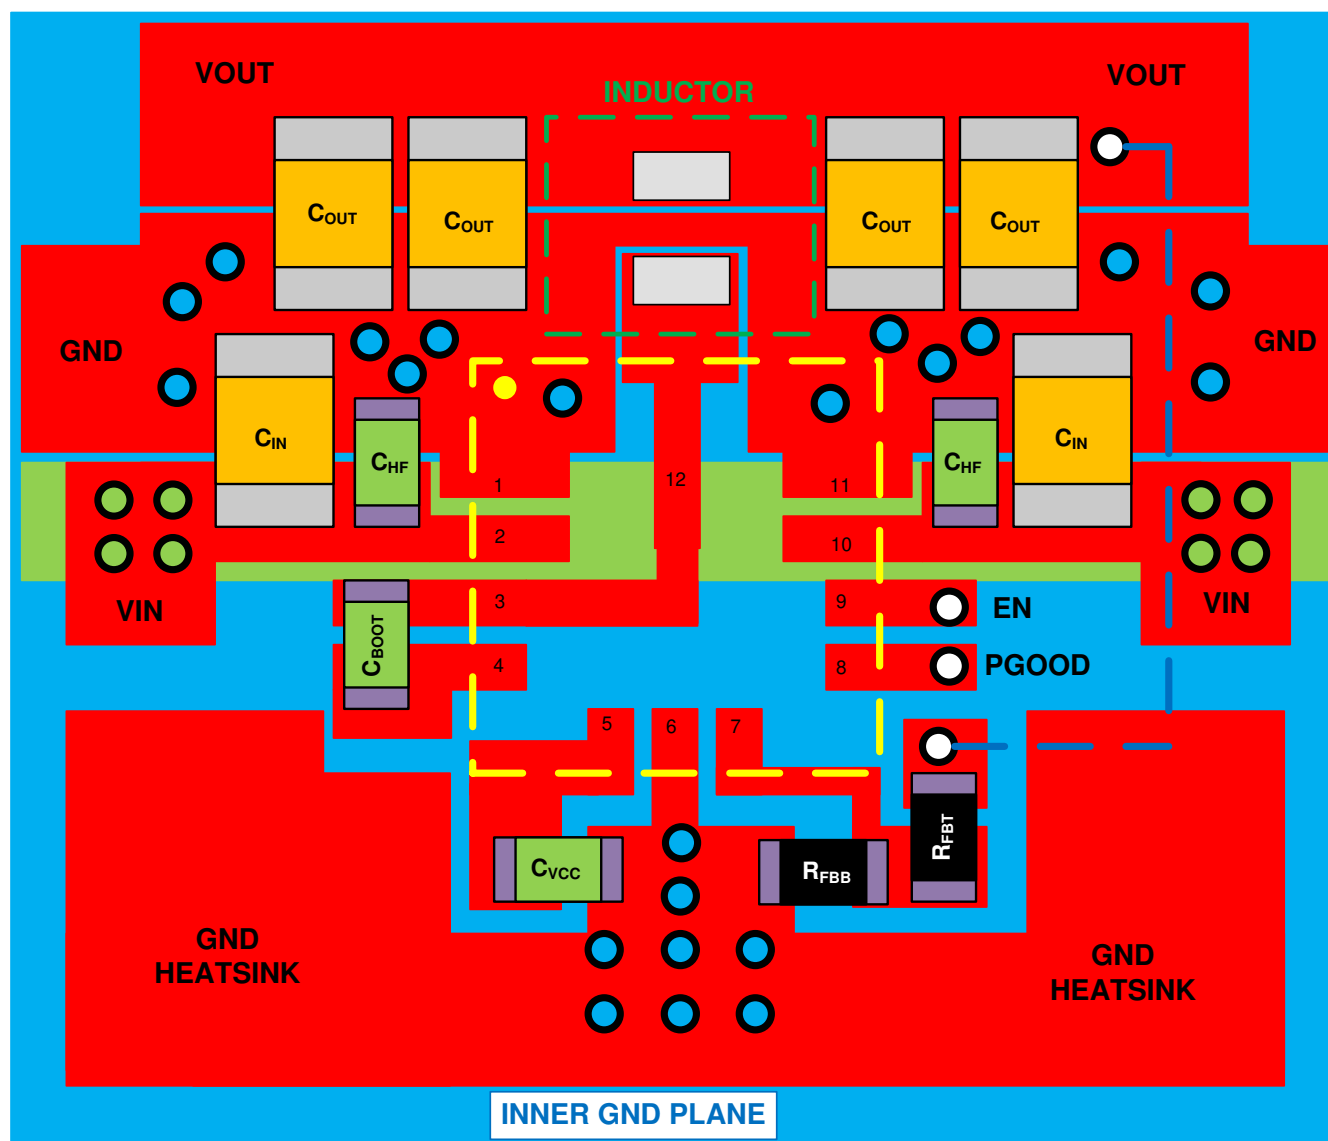 VOUT
VOUT
INDUCTOR
COUT
COUT
COUT
COUT
GND
GND
CIN
CHF
CHF
CIN
1
12
11
2
10
VIN
3
9
EN
VIN
CBOOT
4
8
PGOOD
5
6
7
CVCC
RFBB
RFBT
GND
HEATSINK
GND
HEATSINK
INNER GND PLANE